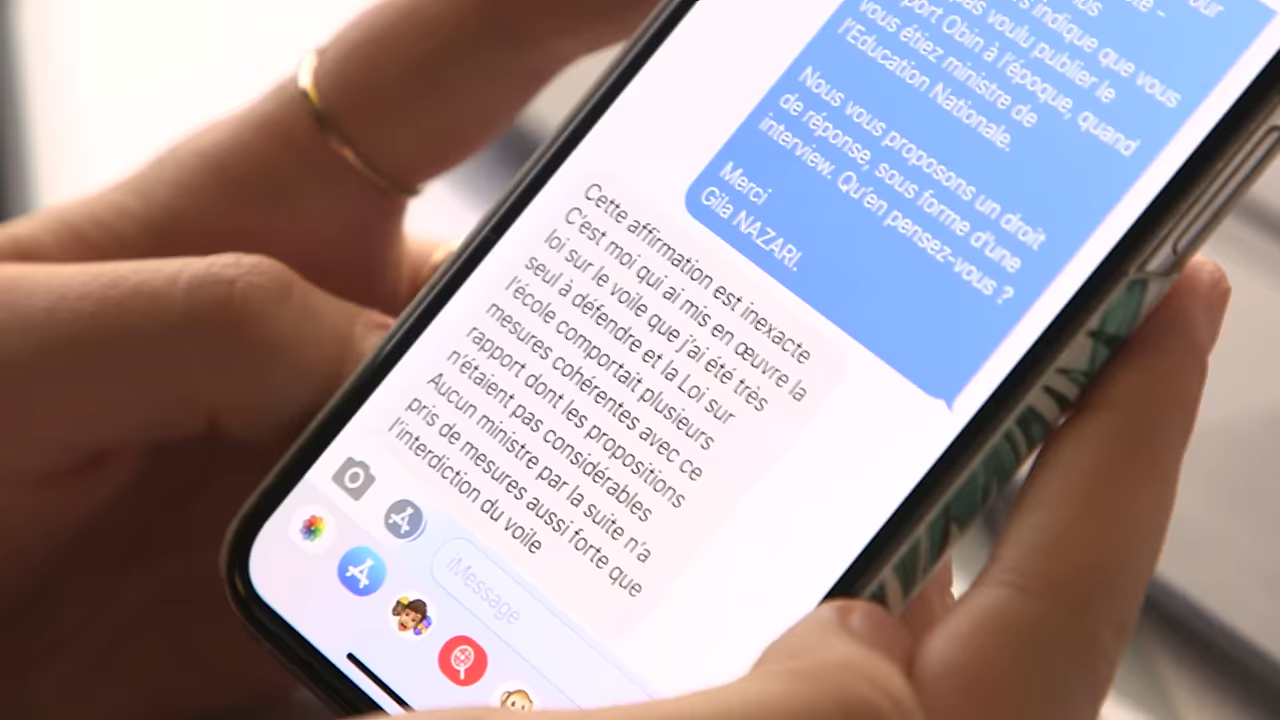 our
té -
ns
rs indique que vous
pas voulu publier le
port Obin à l'époque, quand
vous étiez ministre de
l'Education Nationale.
Nous vous proposons un droit
de réponse, sous forme d'une
interview. Qu'en pensez-vous ?
Merci
Gila NAZARI.
Cette affirmation est inexacte
C'est moi qui ai mis en œuvre la
loi sur le voile que j'ai été très
seul à défendre et la Loi sur
l'école comportait plusieurs
mesures cohérentes avec ce
rapport dont les propositions
n'étaient pas considérables
Aucun ministre par la suite n'a
pris de mesures aussi forte que
l'interdiction du voile
iMessage